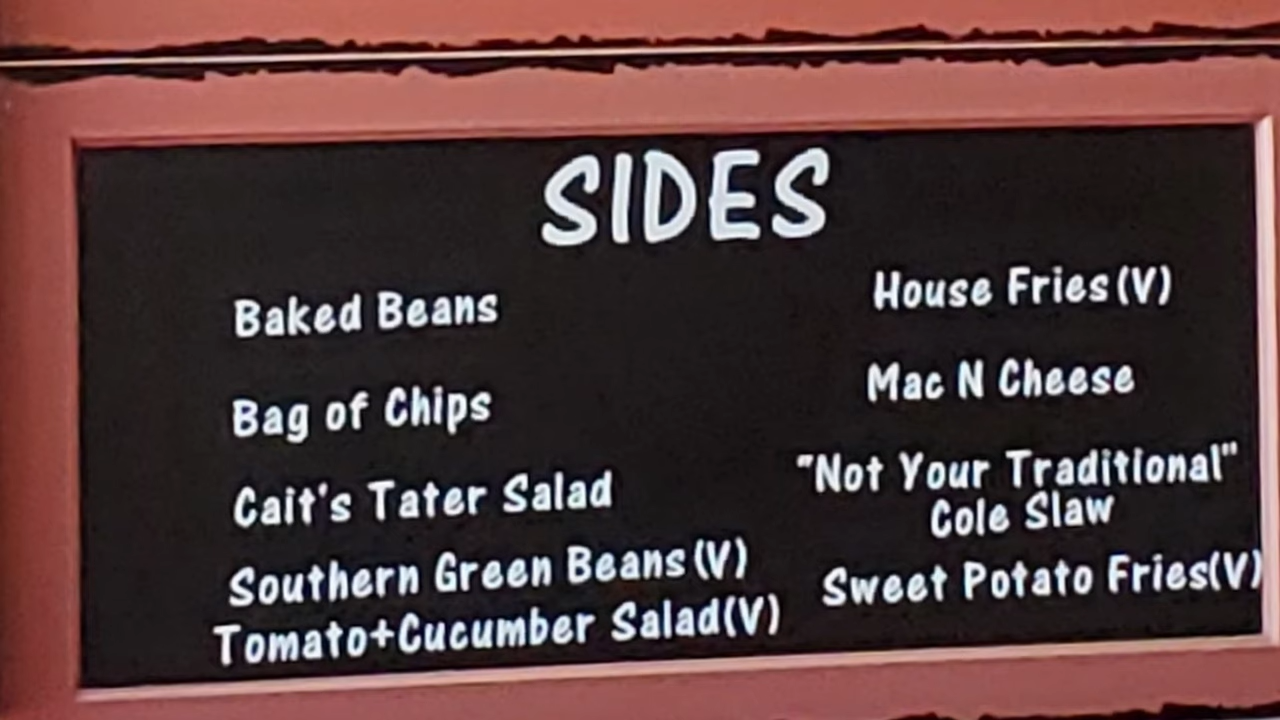 SIDES
Baked Beans
Bag of Chips
Cait's Tater Salad
Southern Green Beans (V)
Tomato+Cucumber Salad(V)
House Fries (V)
Mac N Cheese
"Not Your Traditional"
Cole Slaw
Sweet Potato Fries(V)